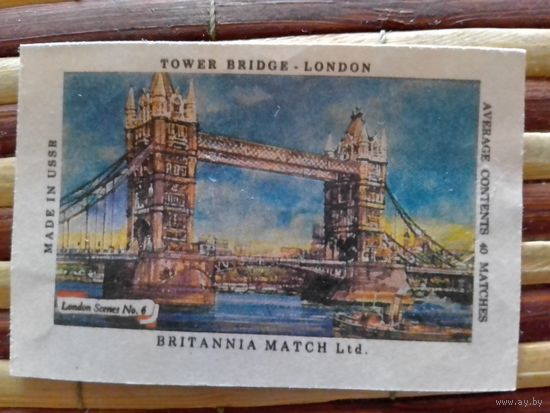 TOWER BRIDGE - LONDON
MADE IN USSR
AVERAGE CONTENTS 40 MATCHES
London Scenes No. 6
BRITANNIA MATCH Ltd.
www.ay.by